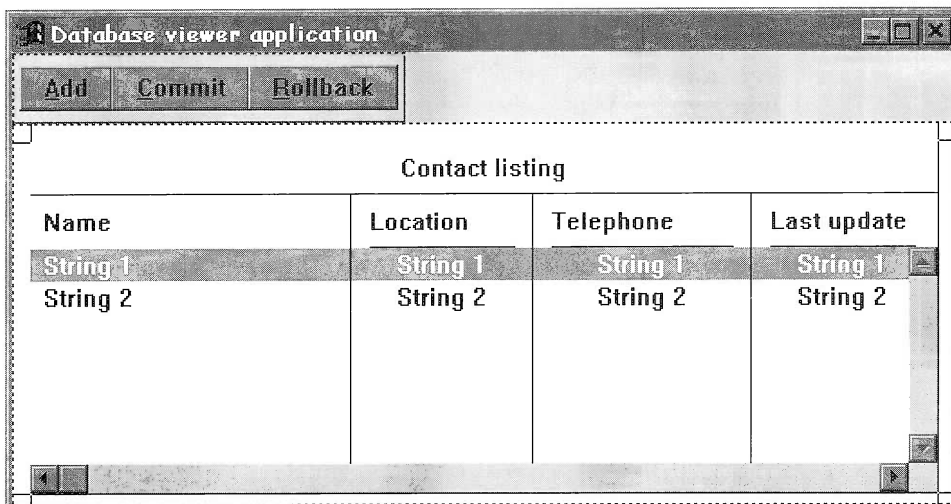 Database viewer application
Add Commit Rollback
Contact listing
Name Location Telephone Last update
String 1 String 1 String 1 String 1
String 2 String 2 String 2 String 2